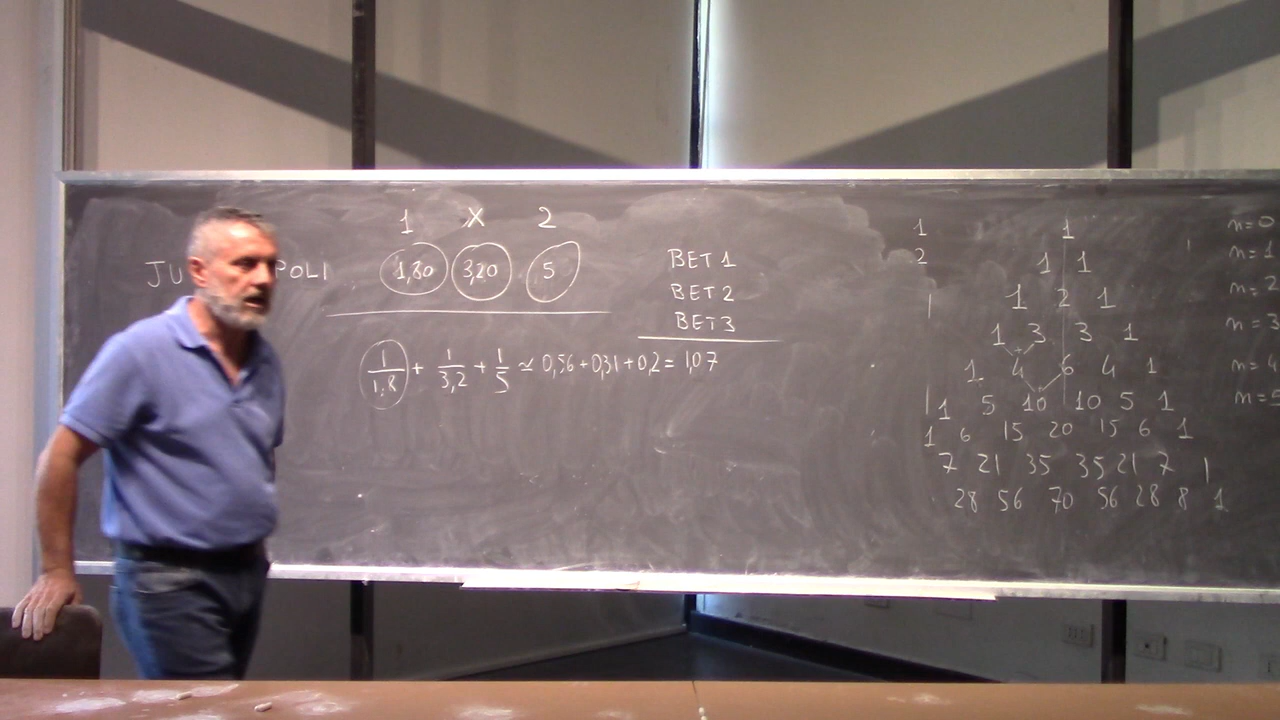 1 X 2
JU POLI 1,80 3,20 5
1/1,8 + 1/3,2 + 1/5 ≃ 0,56+0,31+0,2= 1,07
BET 1
BET 2
BET 3
1
2
1 n=0
1 1 n=1
1 2 1 n=2
1 3 3 1 n=3
1 4 6 4 1 n=4
1 5 10 10 5 1 n=5
1 6 15 20 15 6 1
7 21 35 35 21 7 1
28 56 70 56 28 8 1